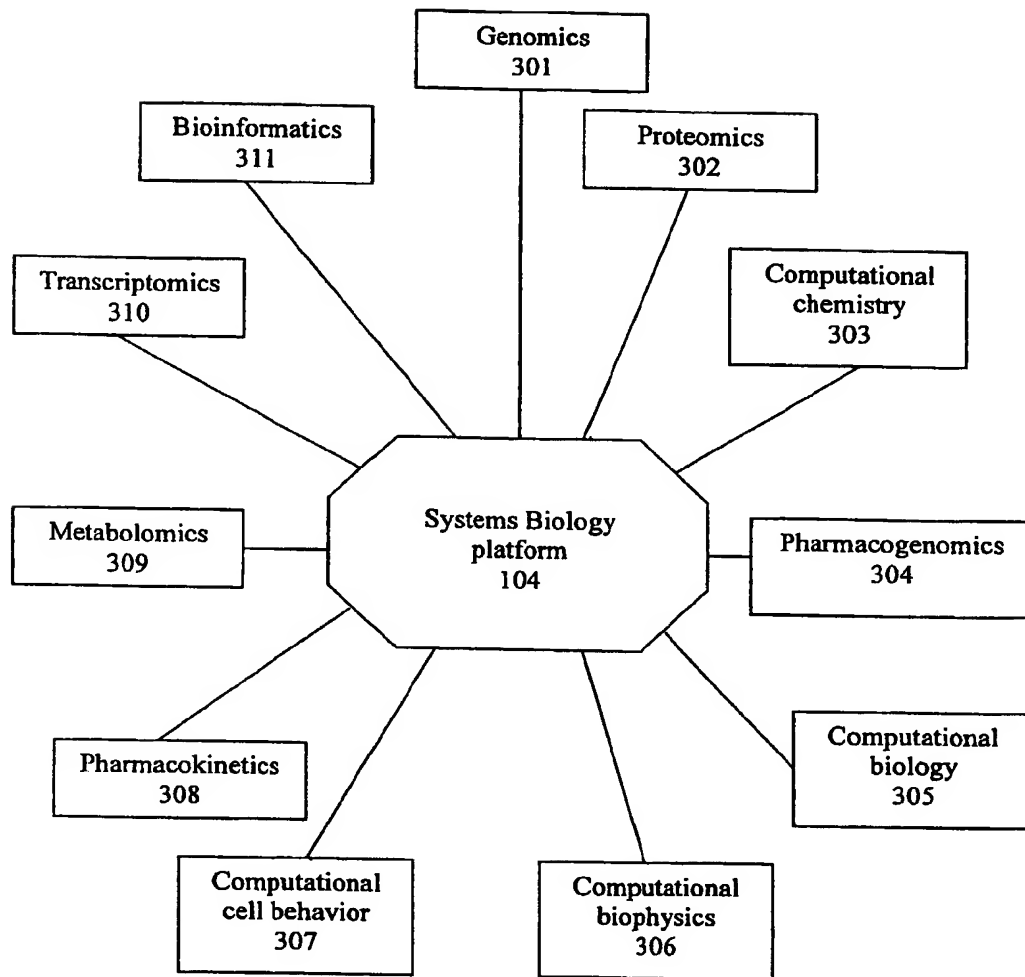 Genomics
301
Proteomics
302
Computational
chemistry
303
Pharmacogenomics
304
Computational
biology
305
Computational
biophysics
306
Computational
cell behavior
307
Pharmacokinetics
308
Metabolomics
309
Transcriptomics
310
Bioinformatics
311
Systems Biology
platform
104